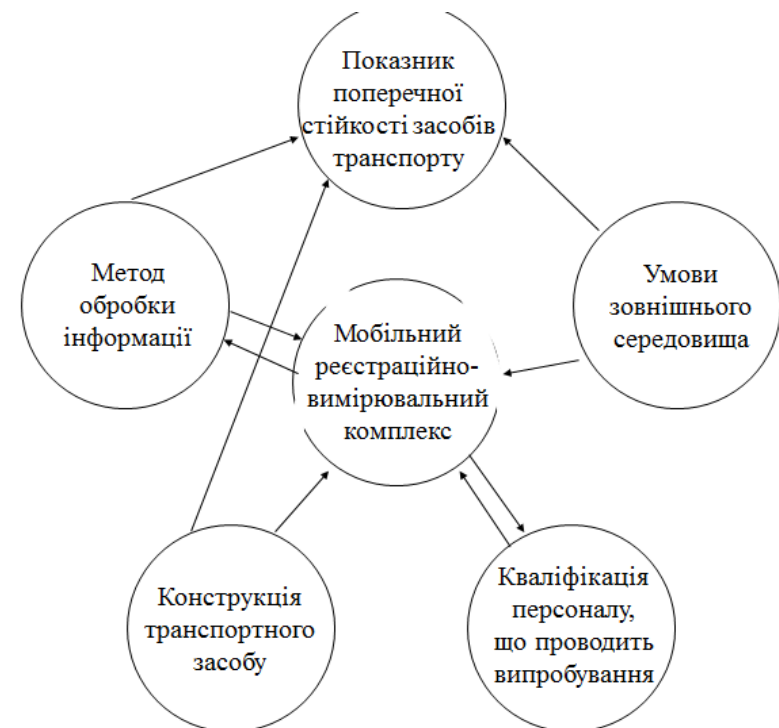 Показник
поперечної
стійкості засобів
транспорту
Метод
обробки
інформації
Умови
зовнішнього
середовища
Мобільний
реєстраційно-
вимірювальний
комплекс
Конструкція
транспортного
засобу
Кваліфікація
персоналу,
що проводить
випробування